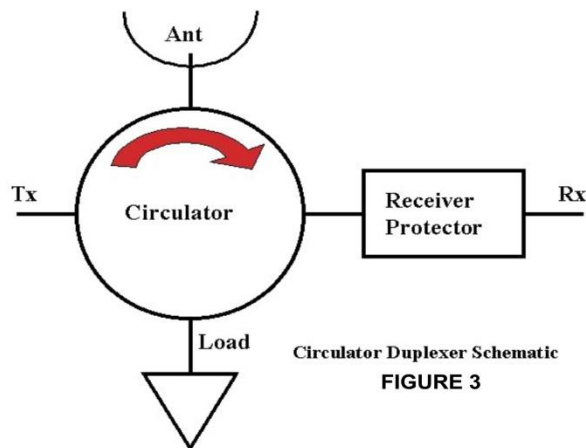 Ant
Tx
Circulator
Receiver
Protector
Rx
Load
Circulator Duplexer Schematic
FIGURE 3